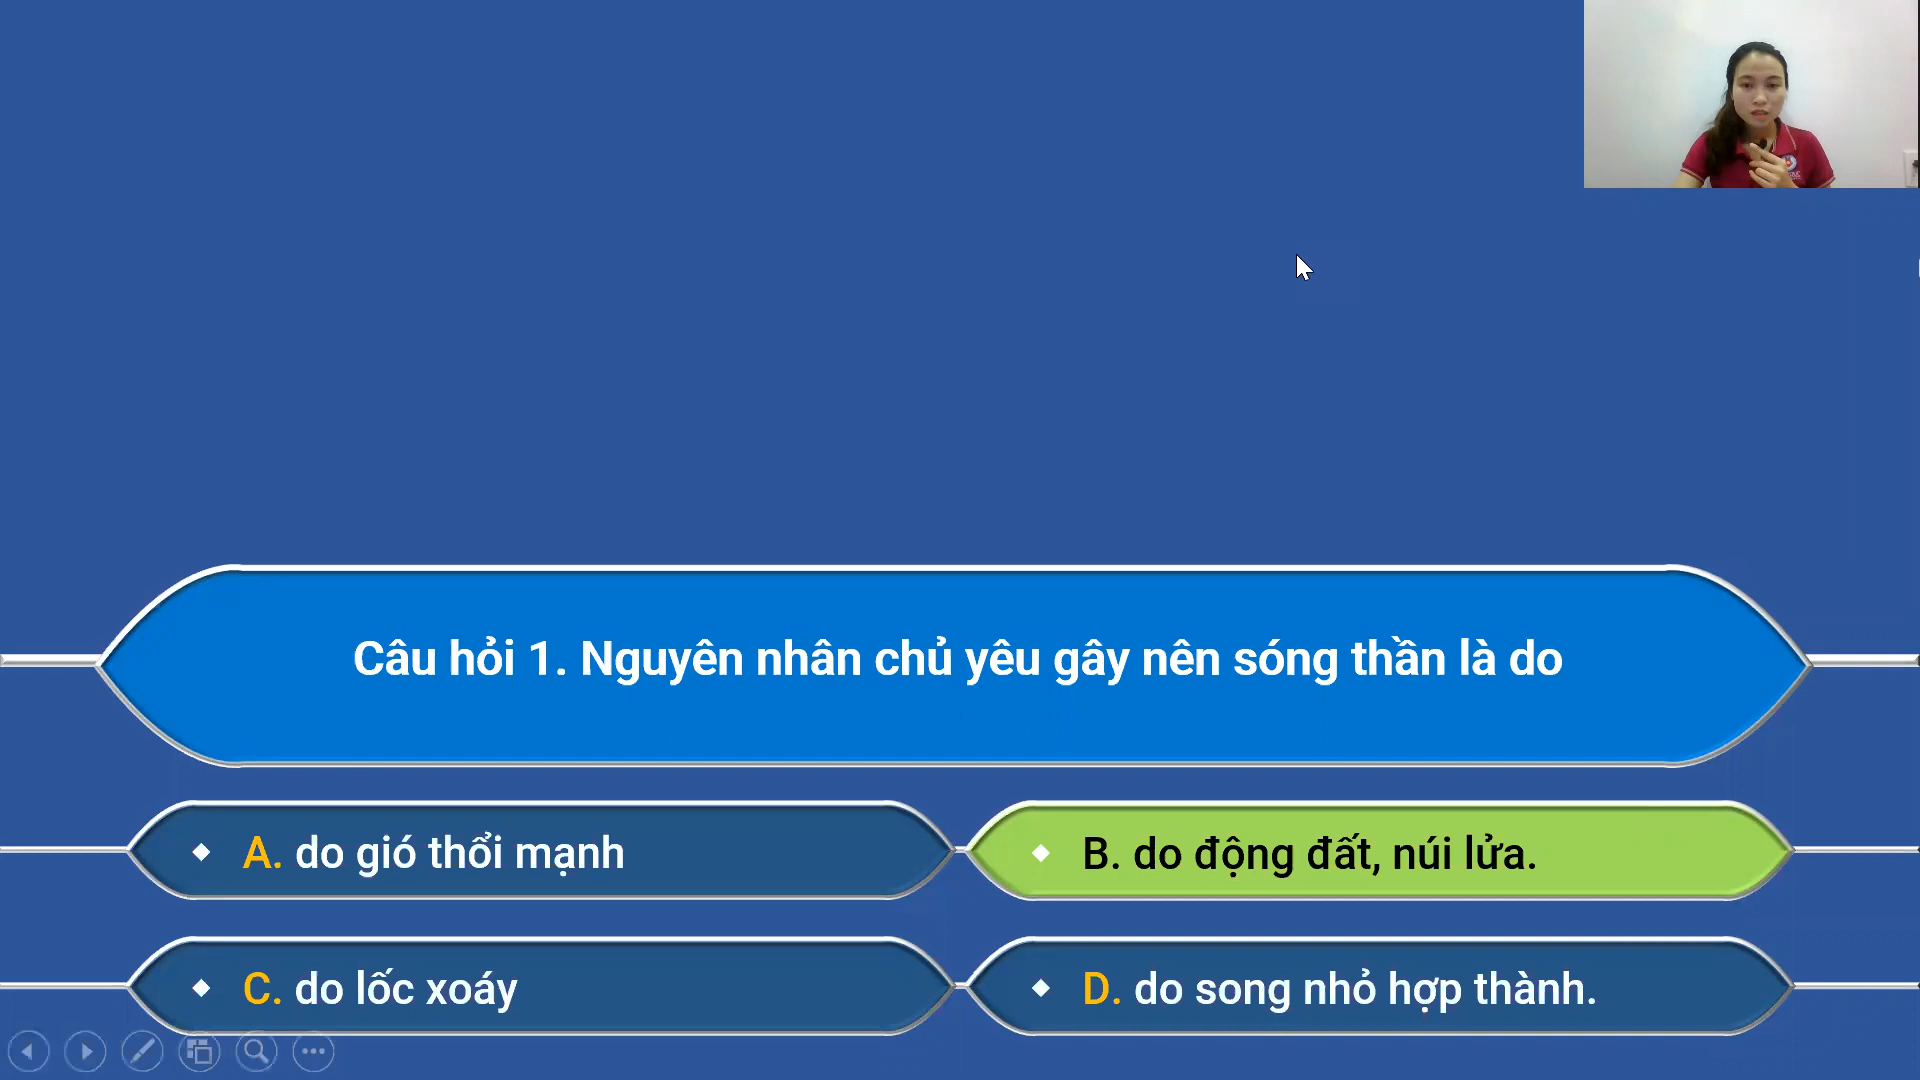 Câu hỏi 1. Nguyên nhân chủ yêu gây nên sóng thần là do
A. do gió thổi mạnh
B. do động đất, núi lửa.
C. do lốc xoáy
D. do song nhỏ hợp thành.